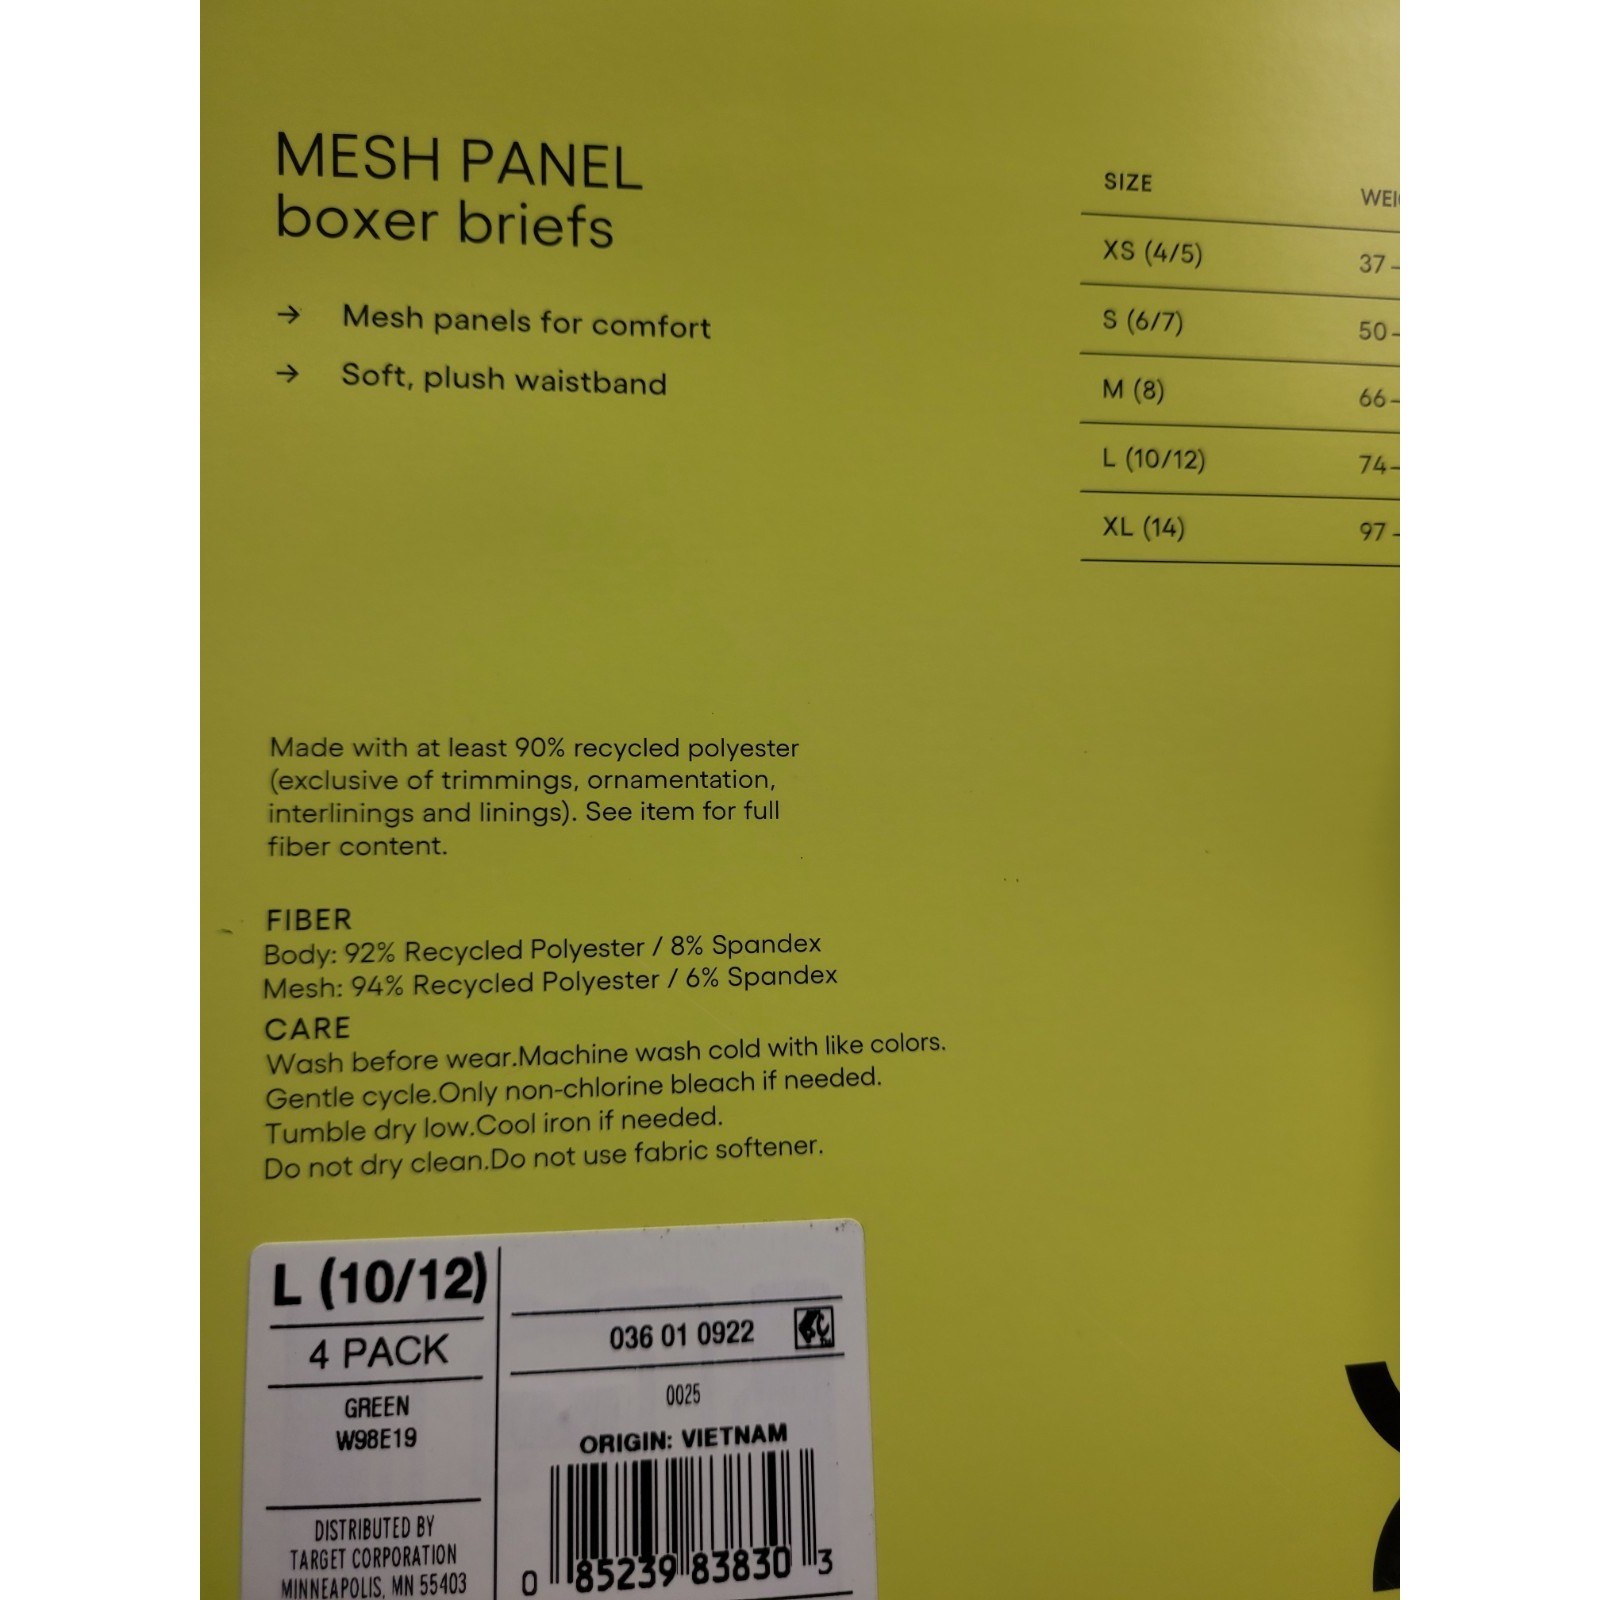 MESH PANEL
boxer briefs
→ Mesh panels for comfort
→ Soft, plush waistband
SIZE
XS (4/5) 37-
S (6/7) 50-
M (8) 66-
L (10/12) 74-
XL (14) 97-
Made with at least 90% recycled polyester
(exclusive of trimmings, ornamentation,
interlinings and linings). See item for full
fiber content.
FIBER
Body: 92% Recycled Polyester / 8% Spandex
Mesh: 94% Recycled Polyester / 6% Spandex
CARE
Wash before wear.Machine wash cold with like colors.
Gentle cycle.Only non-chlorine bleach if needed.
Tumble dry low.Cool iron if needed.
Do not dry clean.Do not use fabric softener.
L (10/12)
4 PACK
GREEN
W98E19
DISTRIBUTED BY
TARGET CORPORATION
MINNEAPOLIS, MN 55403
036 01 0922
0025
ORIGIN: VIETNAM
0 85239 83830 3